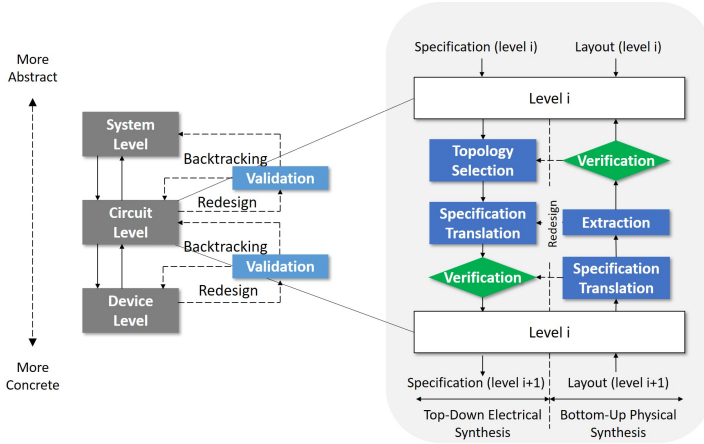 More
Abstract
System
Level
Backtracking
Validation
Redesign
Circuit
Level
Backtracking
Validation
Redesign
Device
Level
More
Concrete
Specification (level i)
Layout (level i)
Level i
Topology
Selection
Verification
Specification
Translation
Redesign
Extraction
Verification
Specification
Translation
Level i
Specification (level i+1)
Layout (level i+1)
Top-Down Electrical
Synthesis
Bottom-Up Physical
Synthesis